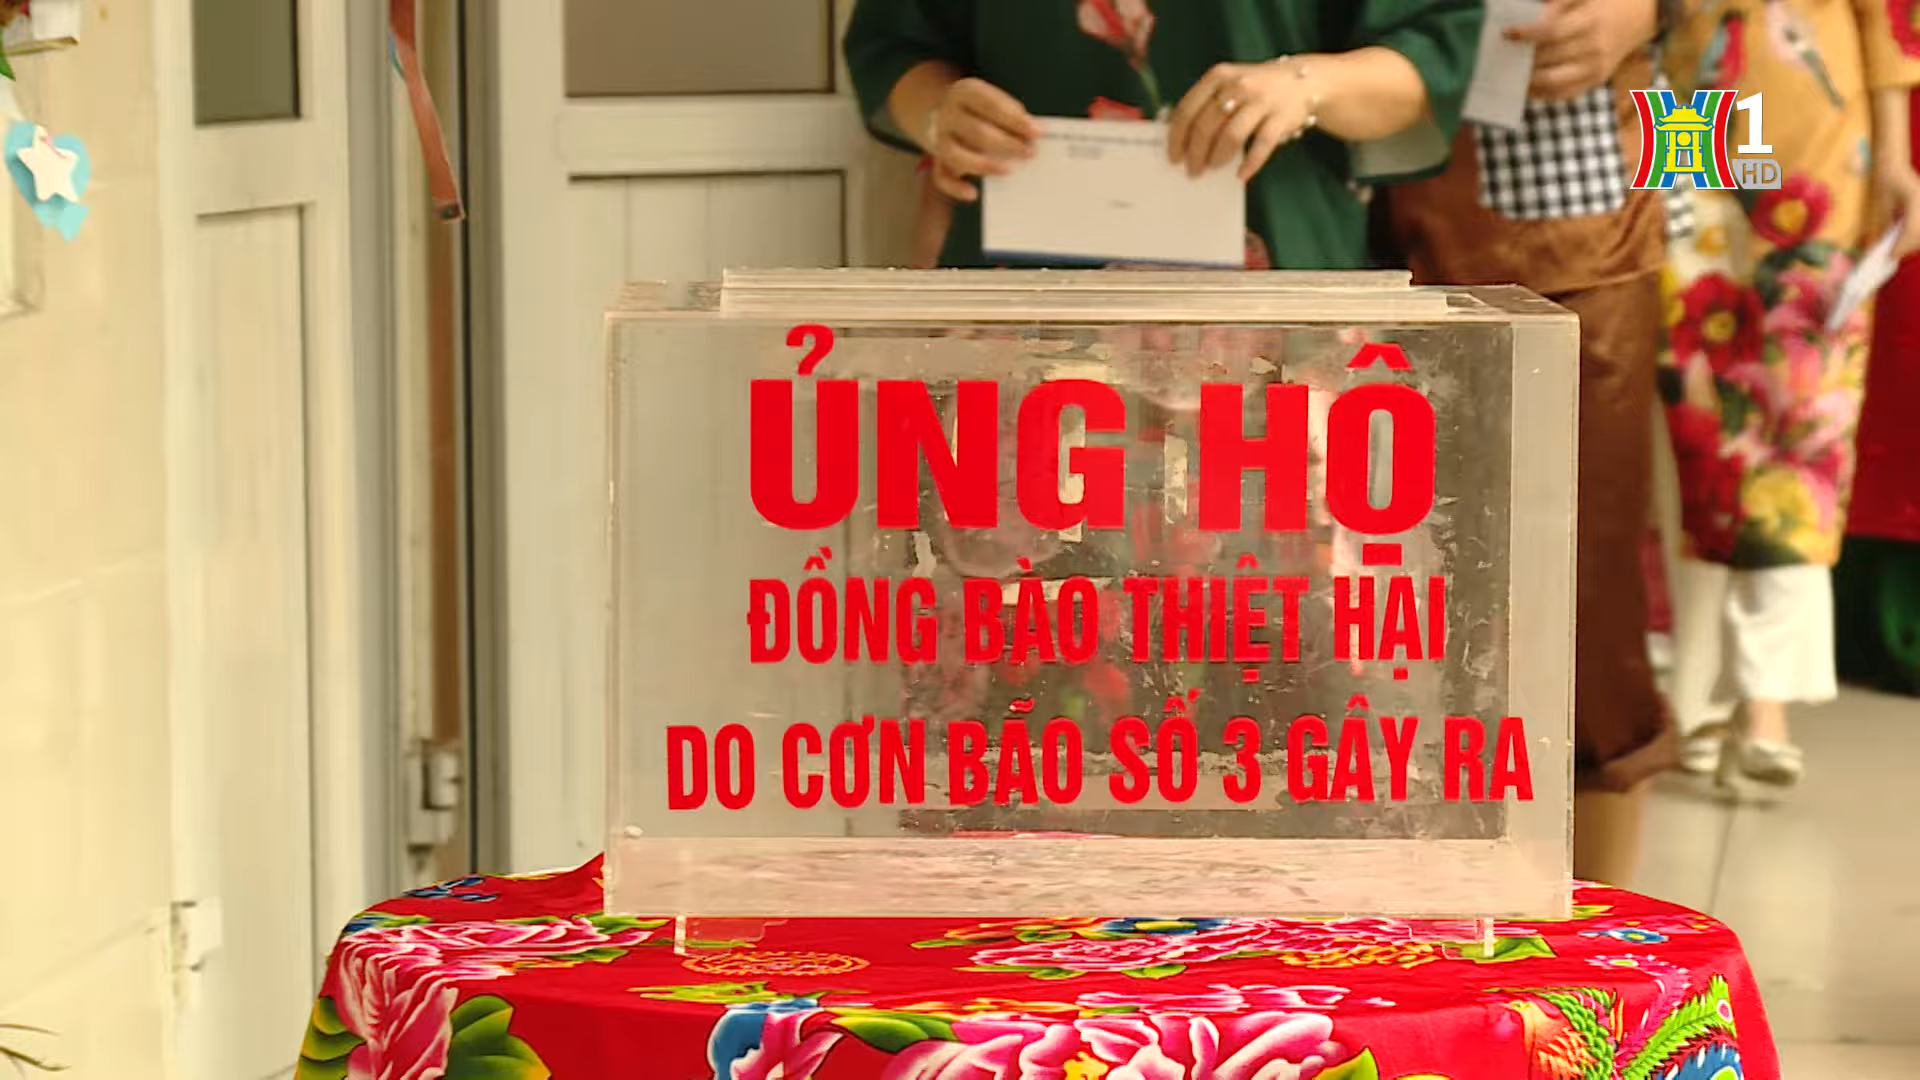 1
HD
ỦNG HỘ
ĐỒNG BÀO THIỆT HẠI
DO CƠN BÃO SỐ 3 GÂY RA